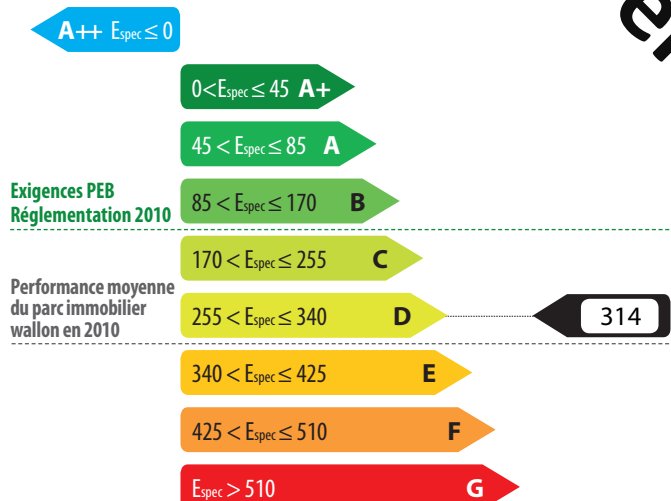 A++ Espec ≤ 0
0 < Espec ≤ 45 A+
45 < Espec ≤ 85 A
Exigences PEB
Réglementation 2010
85 < Espec ≤ 170 B
170 < Espec ≤ 255 C
Performance moyenne
du parc immobilier
wallon en 2010
255 < Espec ≤ 340 D
314
340 < Espec ≤ 425 E
425 < Espec ≤ 510 F
Espec > 510 G